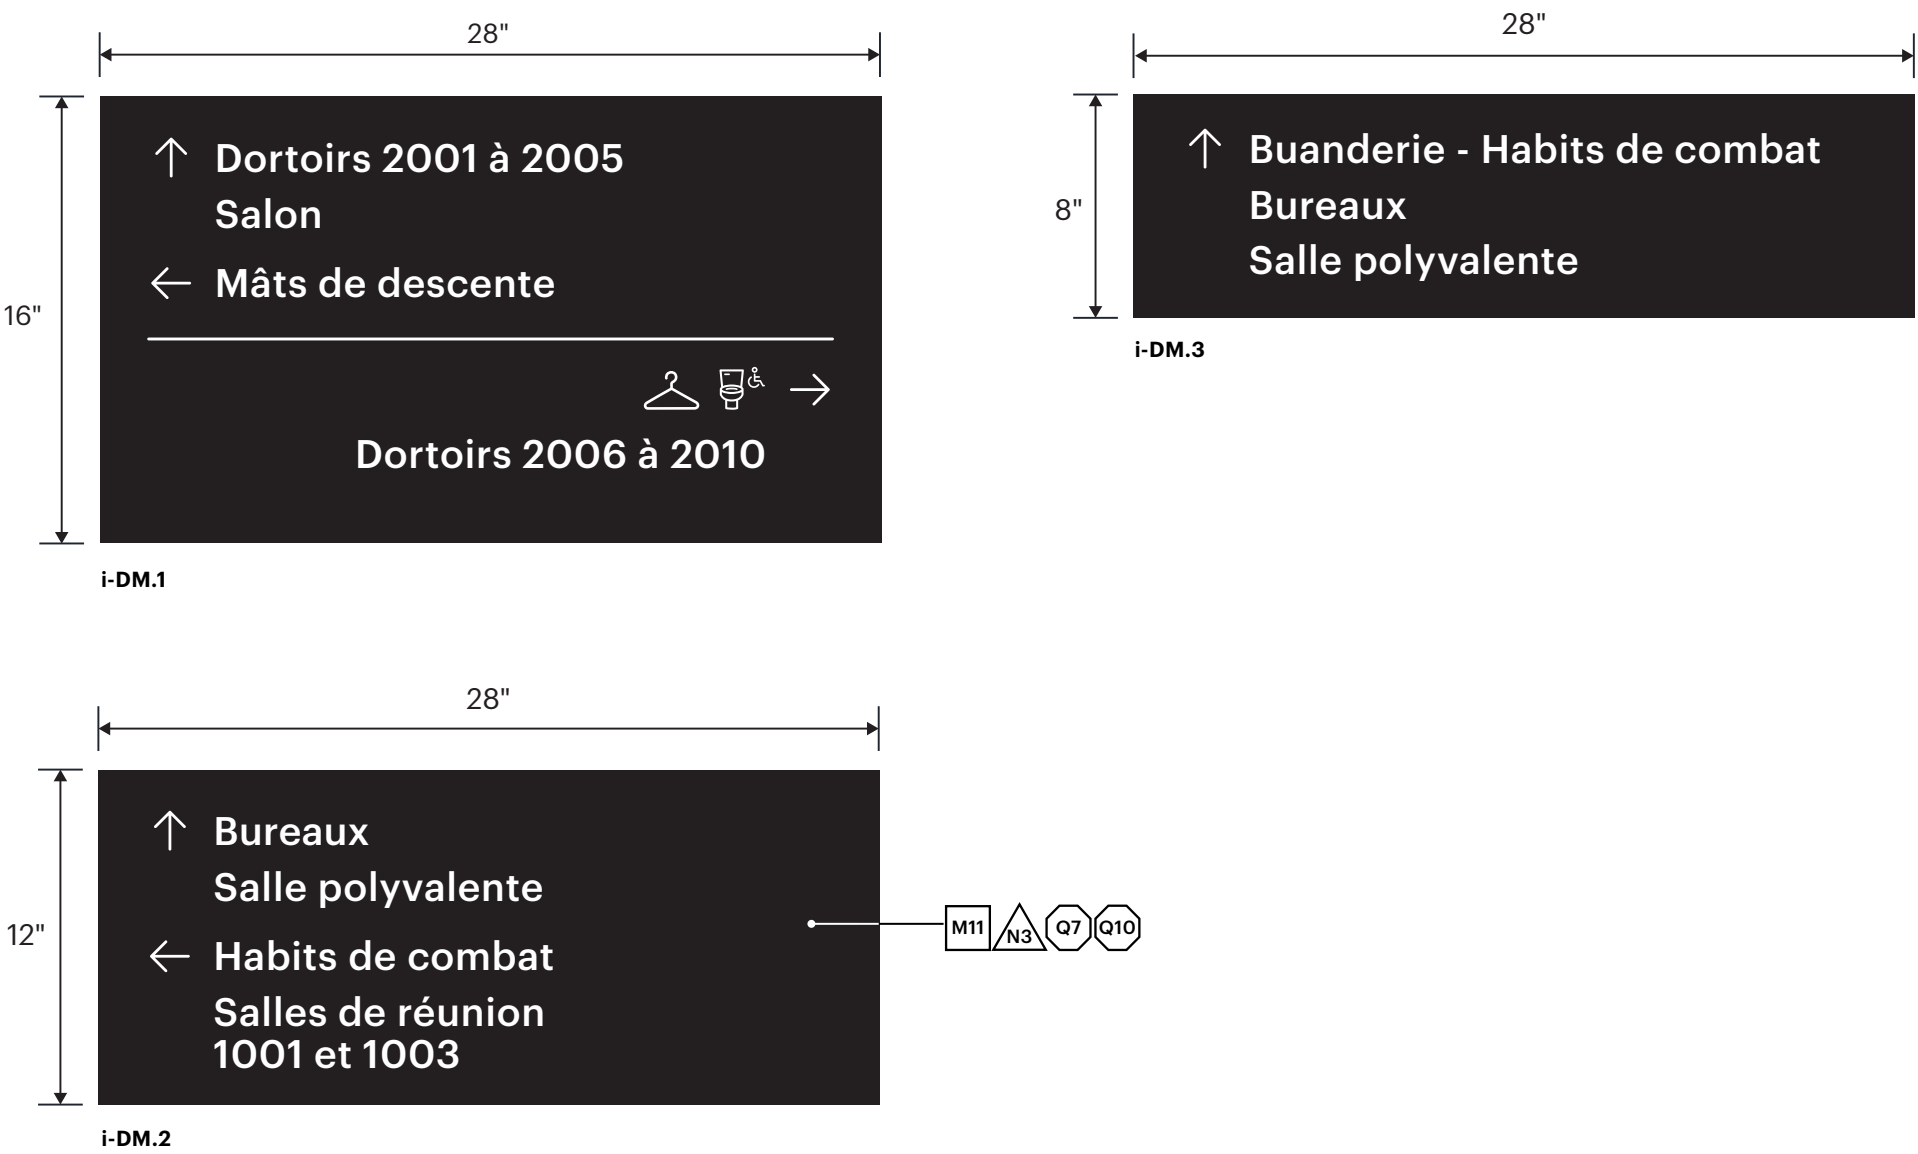 28"
16"
Dortoirs 2001 à 2005
Salon
Mâts de descente
Dortoirs 2006 à 2010
i-DM.1
28"
8"
Buanderie - Habits de combat
Bureaux
Salle polyvalente
i-DM.3
28"
12"
Bureaux
Salle polyvalente
Habits de combat
Salles de réunion
1001 et 1003
M11 N3 Q7 Q10
i-DM.2